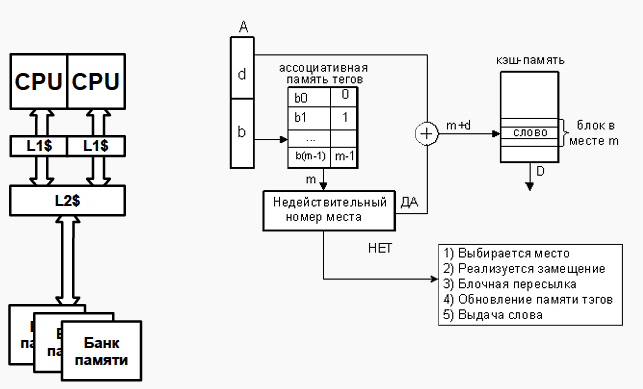 CPU CPU
L1$ L1$
L2$
Банк
памяти
A
d
b
ассоциативная
память тегов
b0 0
b1 1
...
b(m-1) m-1
m
Недействительный
номер места
ДА
НЕТ
+
m+d
кэш-память
слово
блок в
месте m
D
1) Выбирается место
2) Реализуется замещение
3) Блочная пересылка
4) Обновление памяти тэгов
5) Выдача слова